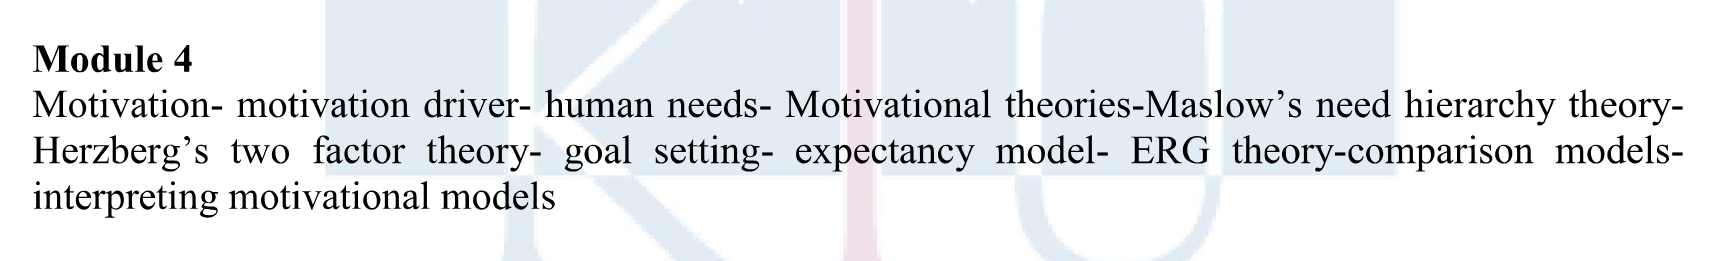 Module 4
Motivation- motivation driver- human needs- Motivational theories-Maslow’s need hierarchy theory-
Herzberg’s two factor theory- goal setting- expectancy model- ERG theory-comparison models-
interpreting motivational models